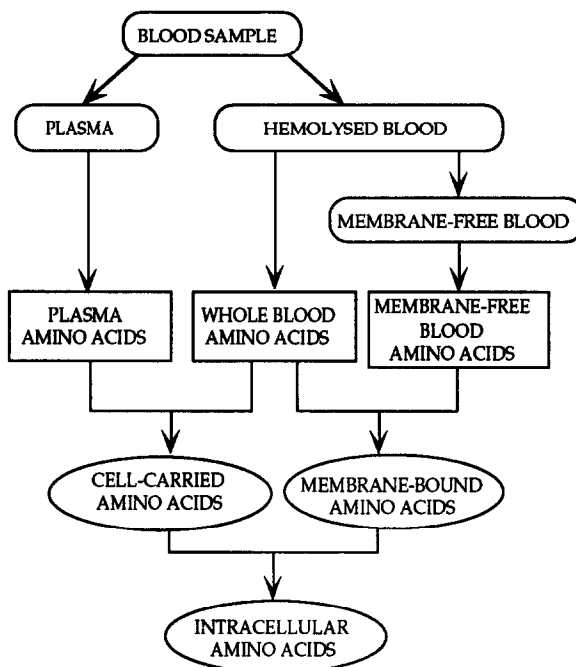 BLOOD SAMPLE
PLASMA
HEMOLYSED BLOOD
MEMBRANE-FREE BLOOD
PLASMA
AMINO ACIDS
WHOLE BLOOD
AMINO ACIDS
MEMBRANE-FREE
BLOOD
AMINO ACIDS
CELL-CARRIED
AMINO ACIDS
MEMBRANE-BOUND
AMINO ACIDS
INTRACELLULAR
AMINO ACIDS